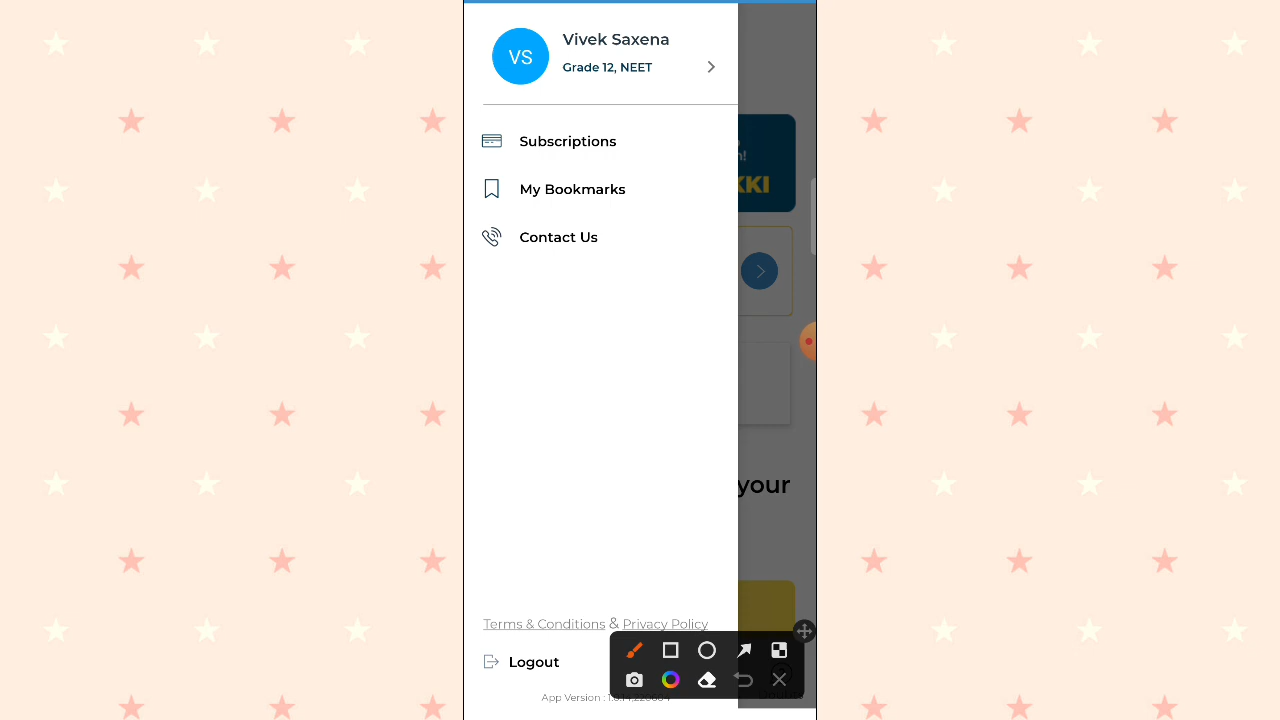 VS
Vivek Saxena
Grade 12, NEET
Subscriptions
My Bookmarks
Contact Us
KKI
your
Terms & Conditions & Privacy Policy
Logout
App Version :